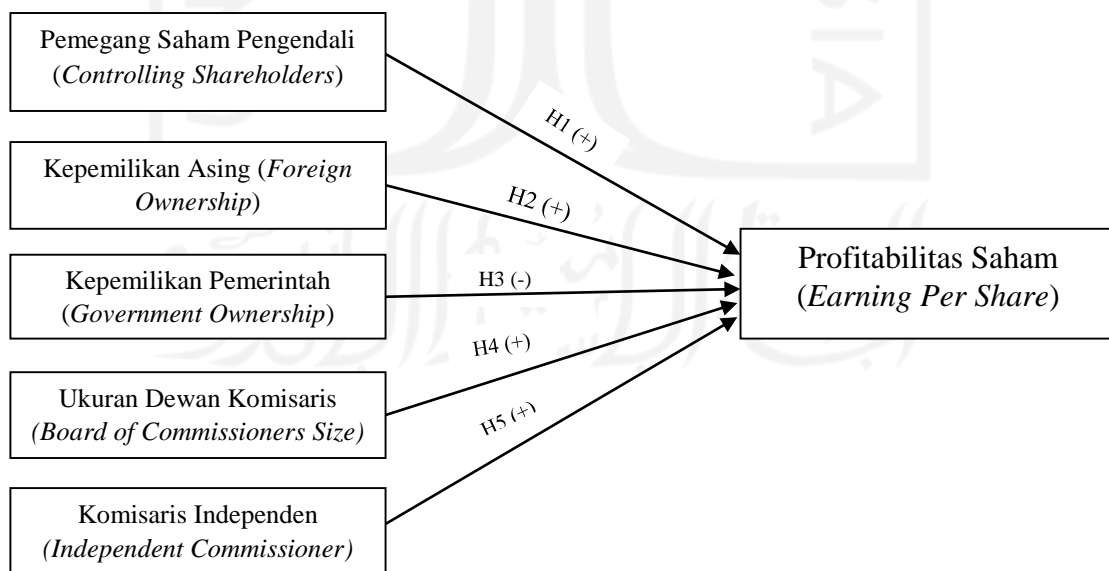 Pemegang Saham Pengendali
(Controlling Shareholders)
H1 (+)
Kepemilikan Asing (Foreign
Ownership)
H2 (+)
Kepemilikan Pemerintah
(Government Ownership)
H3 (-)
Profitabilitas Saham
(Earning Per Share)
Ukuran Dewan Komisaris
(Board of Commissioners Size)
H4 (+)
Komisaris Independen
(Independent Commissioner)
H5 (+)